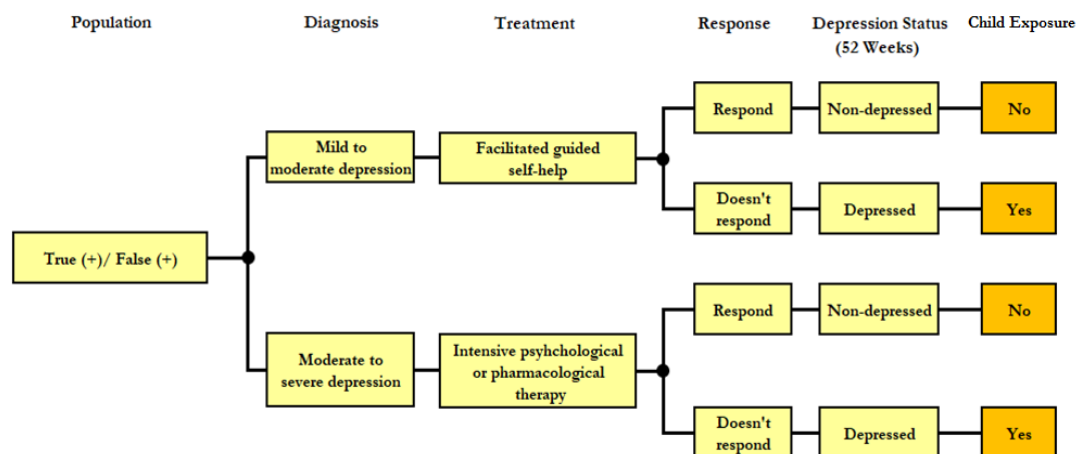 Population
Diagnosis
Treatment
Response
Depression Status
(52 Weeks)
Child Exposure
True (+)/ False (+)
Mild to
moderate depression
Facilitated guided
self-help
Respond
Non-depressed
No
Doesn't
respond
Depressed
Yes
Moderate to
severe depression
Intensive psyhchological
or pharmacological
therapy
Respond
Non-depressed
No
Doesn't
respond
Depressed
Yes